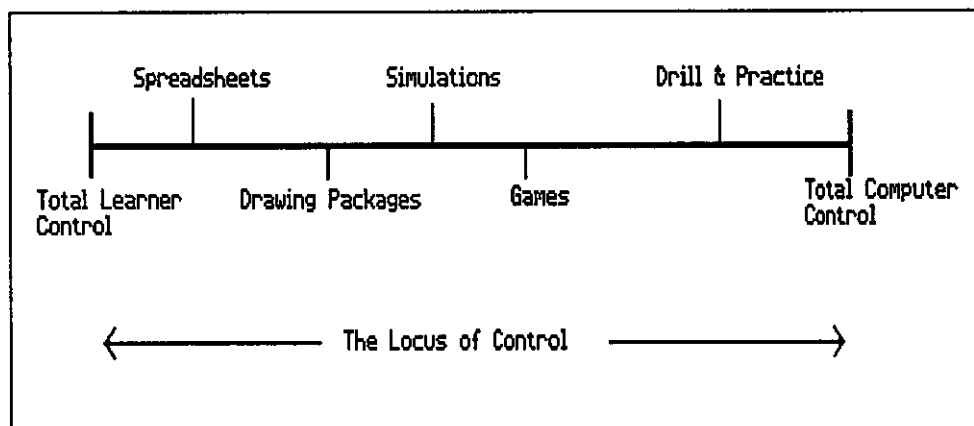 Spreadsheets
Simulations
Drill & Practice
Total Learner
Control
Drawing Packages
Games
Total Computer
Control
The Locus of Control